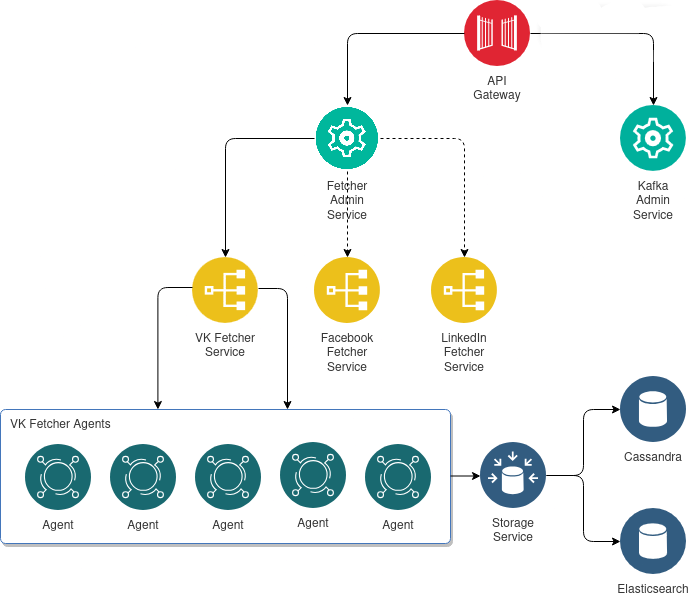 API
Gateway
Fetcher
Admin
Service
Kafka
Admin
Service
VK Fetcher
Service
Facebook
Fetcher
Service
LinkedIn
Fetcher
Service
VK Fetcher Agents
Agent
Agent
Agent
Agent
Agent
Storage
Service
Cassandra
Elasticsearch